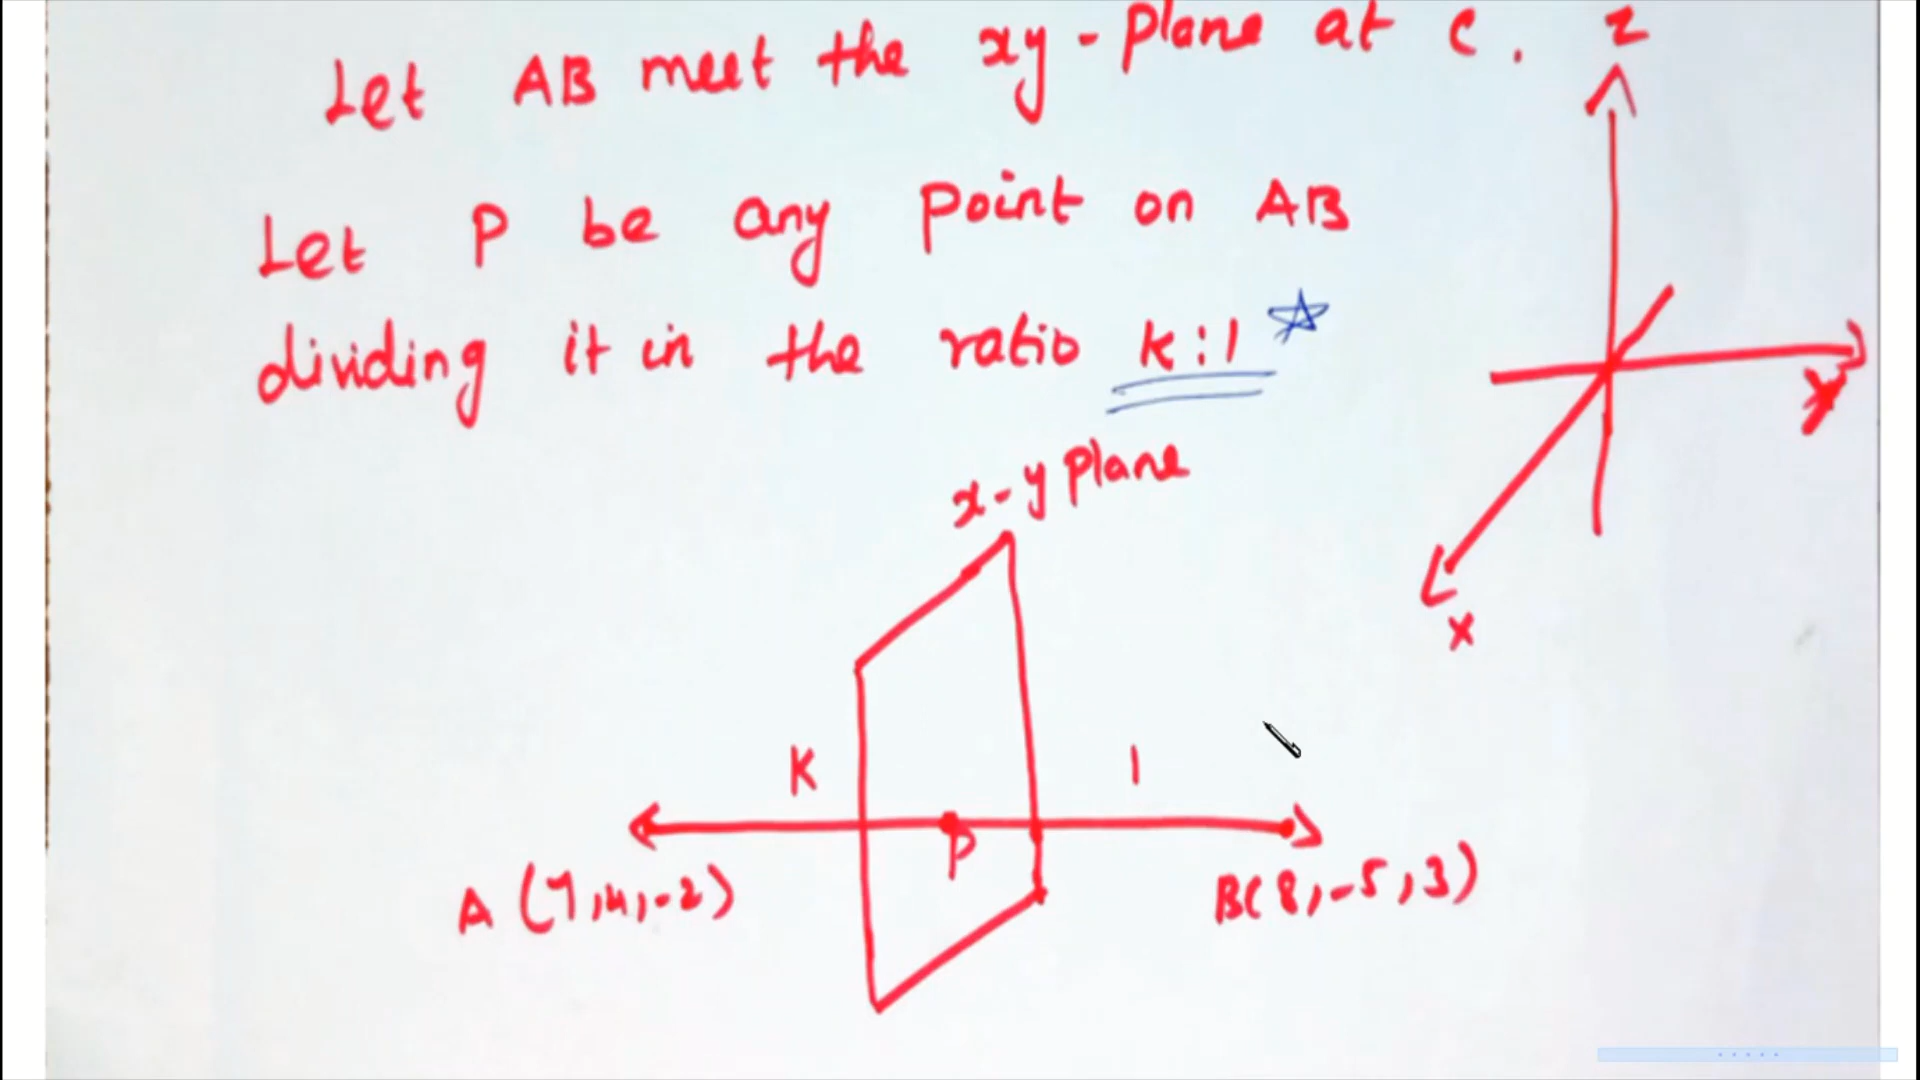 Let AB meet the xy-plane at c.
Let P be any point on AB
dividing it in the ratio k:1
z
y
x
x-y plane
K
1
P
A (7,4,-2)
B(8,-5,3)